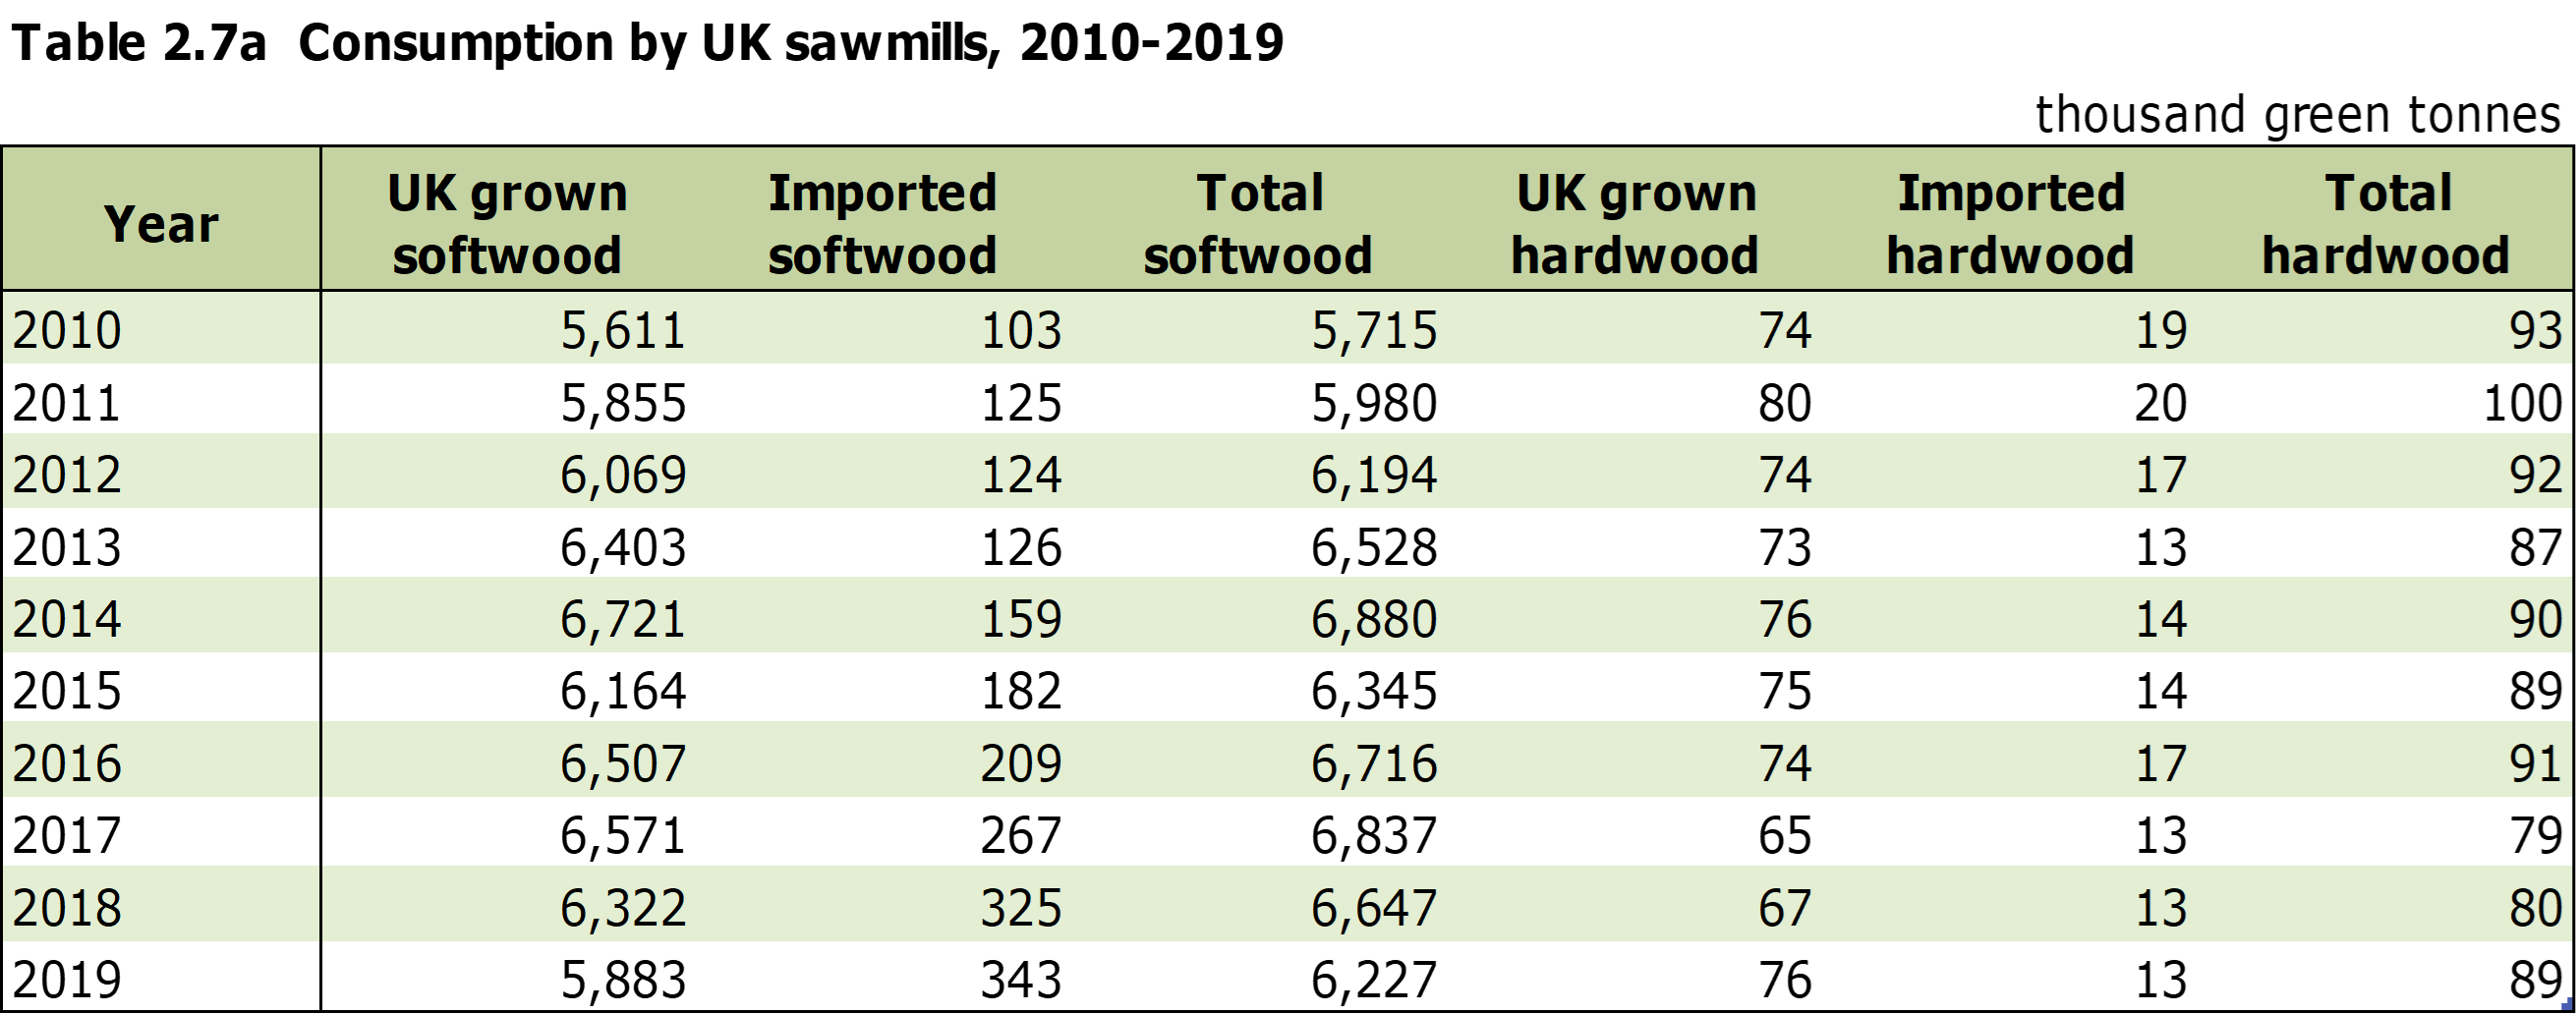 Table 2.7a  Consumption by UK sawmills, 2010-2019
thousand green tonnes
Year UK grown softwood Imported softwood Total softwood UK grown hardwood Imported hardwood Total hardwood
2010 5,611 103 5,715 74 19 93
2011 5,855 125 5,980 80 20 100
2012 6,069 124 6,194 74 17 92
2013 6,403 126 6,528 73 13 87
2014 6,721 159 6,880 76 14 90
2015 6,164 182 6,345 75 14 89
2016 6,507 209 6,716 74 17 91
2017 6,571 267 6,837 65 13 79
2018 6,322 325 6,647 67 13 80
2019 5,883 343 6,227 76 13 89